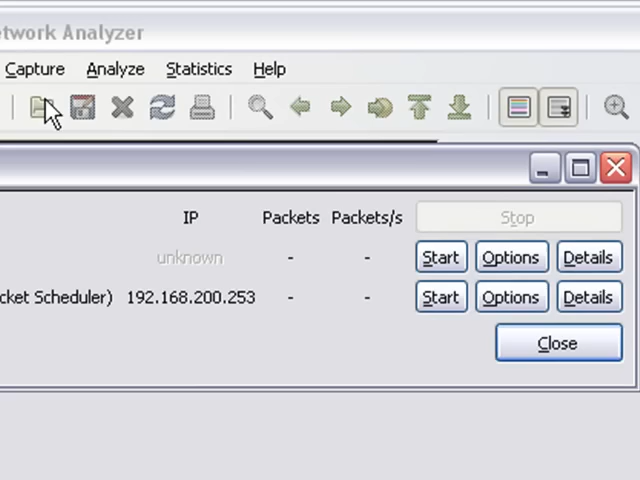 etwork Analyzer
Capture Analyze Statistics Help
IP Packets Packets/s Stop
unknown - - Start Options Details
cket Scheduler) 192.168.200.253 - - Start Options Details
Close